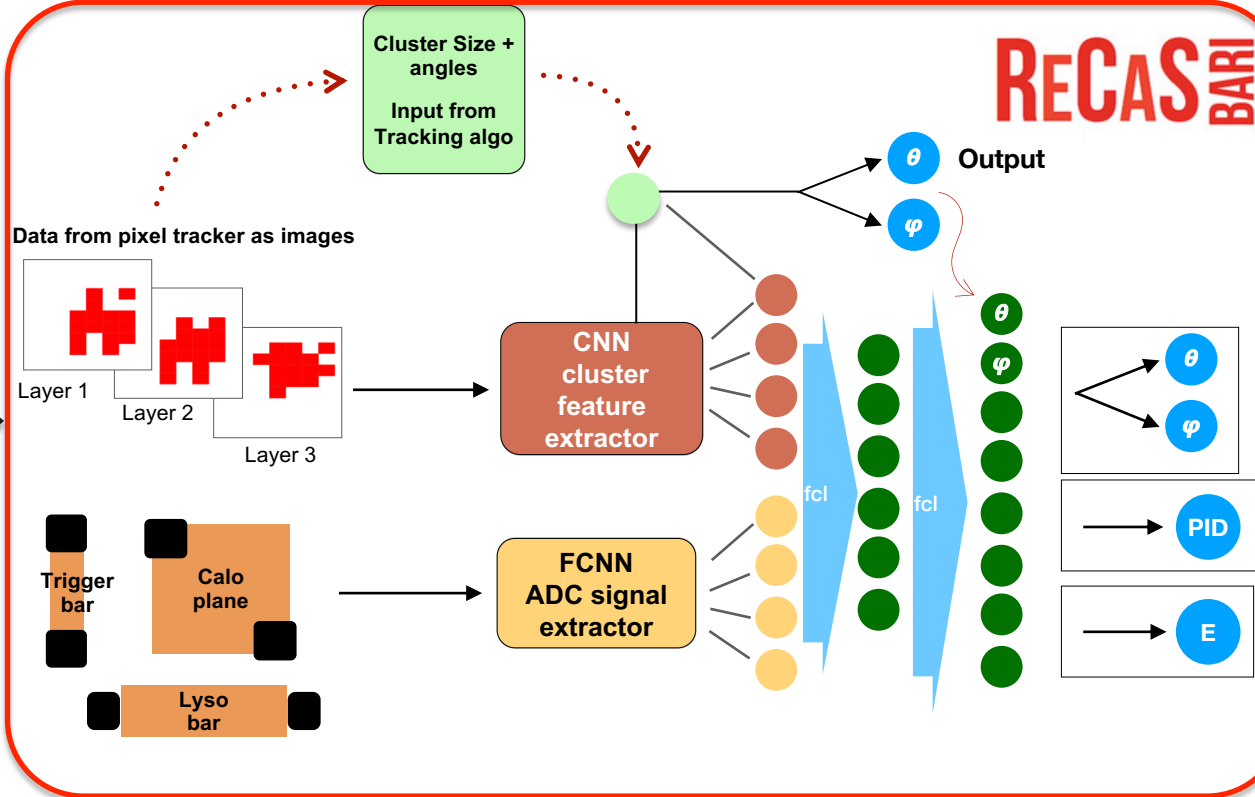 Cluster Size +
angles
Input from
Tracking algo
RECAS
BARI
θ
Output
φ
Data from pixel tracker as images
Layer 1
Layer 2
Layer 3
CNN
cluster
feature
extractor
fcl
fcl
θ
φ
θ
φ
PID
E
Trigger
bar
Calo
plane
Lyso
bar
FCNN
ADC signal
extractor